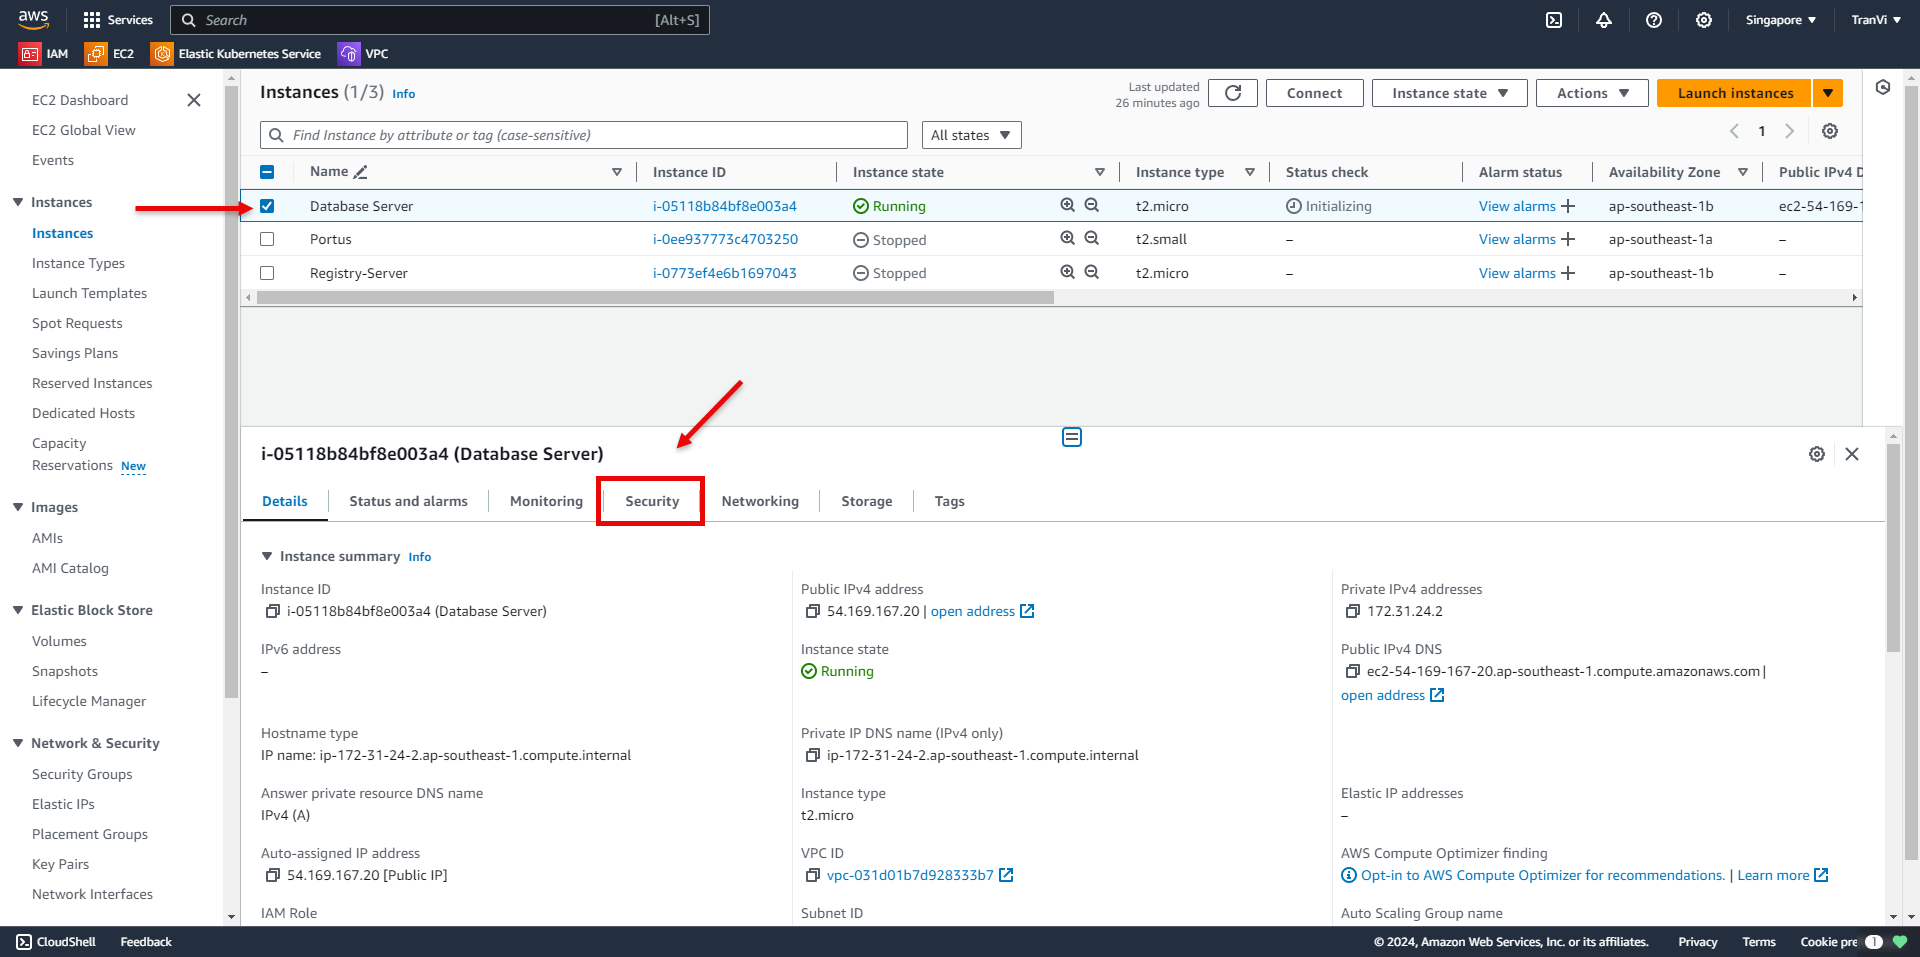 aws
Services
Search
[Alt+S]
Singapore
TranVi
IAM
EC2
Elastic Kubernetes Service
VPC
EC2 Dashboard
EC2 Global View
Events
Instances
Instances
Instance Types
Launch Templates
Spot Requests
Savings Plans
Reserved Instances
Dedicated Hosts
Capacity
Reservations New
Images
AMIs
AMI Catalog
Elastic Block Store
Volumes
Snapshots
Lifecycle Manager
Network & Security
Security Groups
Elastic IPs
Placement Groups
Key Pairs
Network Interfaces
Instances (1/3) Info
Last updated
26 minutes ago
Connect
Instance state
Actions
Launch instances
Find Instance by attribute or tag (case-sensitive)
All states
1
Name Instance ID Instance state Instance type Status check Alarm status Availability Zone Public IPv4 D
Database Server i-05118b84bf8e003a4 Running t2.micro Initializing View alarms + ap-southeast-1b ec2-54-169-1
Portus i-0ee937773c4703250 Stopped t2.small – View alarms + ap-southeast-1a –
Registry-Server i-0773ef4e6b1697043 Stopped t2.micro – View alarms + ap-southeast-1b –
i-05118b84bf8e003a4 (Database Server)
Details Status and alarms Monitoring Security Networking Storage Tags
Instance summary Info
Instance ID
i-05118b84bf8e003a4 (Database Server)
Public IPv4 address
54.169.167.20 | open address
Private IPv4 addresses
172.31.24.2
IPv6 address
–
Instance state
Running
Public IPv4 DNS
ec2-54-169-167-20.ap-southeast-1.compute.amazonaws.com |
open address
Hostname type
IP name: ip-172-31-24-2.ap-southeast-1.compute.internal
Private IP DNS name (IPv4 only)
ip-172-31-24-2.ap-southeast-1.compute.internal
Answer private resource DNS name
IPv4 (A)
Instance type
t2.micro
Elastic IP addresses
–
Auto-assigned IP address
54.169.167.20 [Public IP]
VPC ID
vpc-031d01b7d928333b7
AWS Compute Optimizer finding
Opt-in to AWS Compute Optimizer for recommendations. | Learn more
IAM Role
Subnet ID
Auto Scaling Group name
CloudShell
Feedback
© 2024, Amazon Web Services, Inc. or its affiliates.
Privacy
Terms
Cookie pre
1